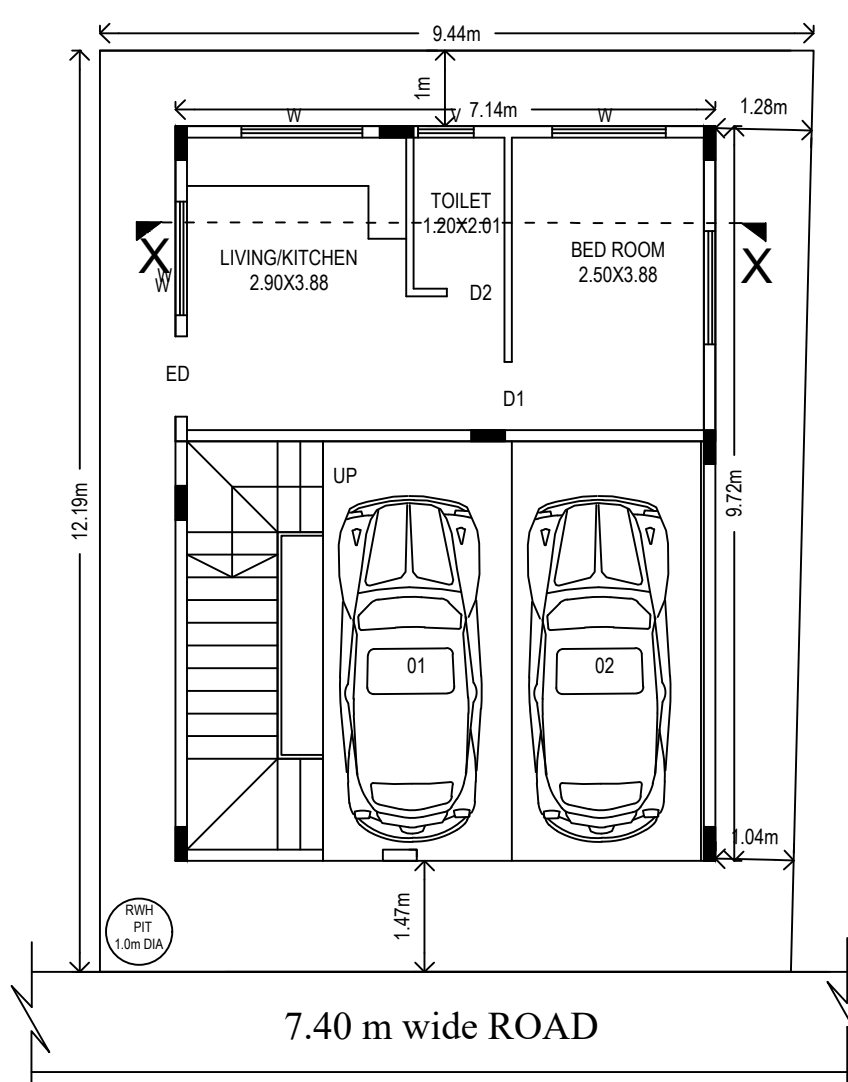 9.44m
1m
7.14m
1.28m
W
V
W
TOILET
1.20X2.01
LIVING/KITCHEN
2.90X3.88
BED ROOM
2.50X3.88
X
X
W
W
D2
ED
D1
UP
12.19m
9.72m
01
02
1.04m
1.47m
RWH
PIT
1.0m DIA
7.40 m wide ROAD